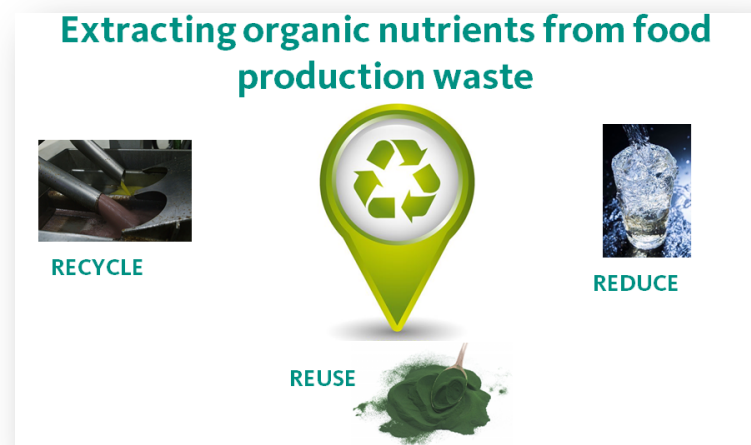 Extracting organic nutrients from food
production waste
RECYCLE
REDUCE
REUSE